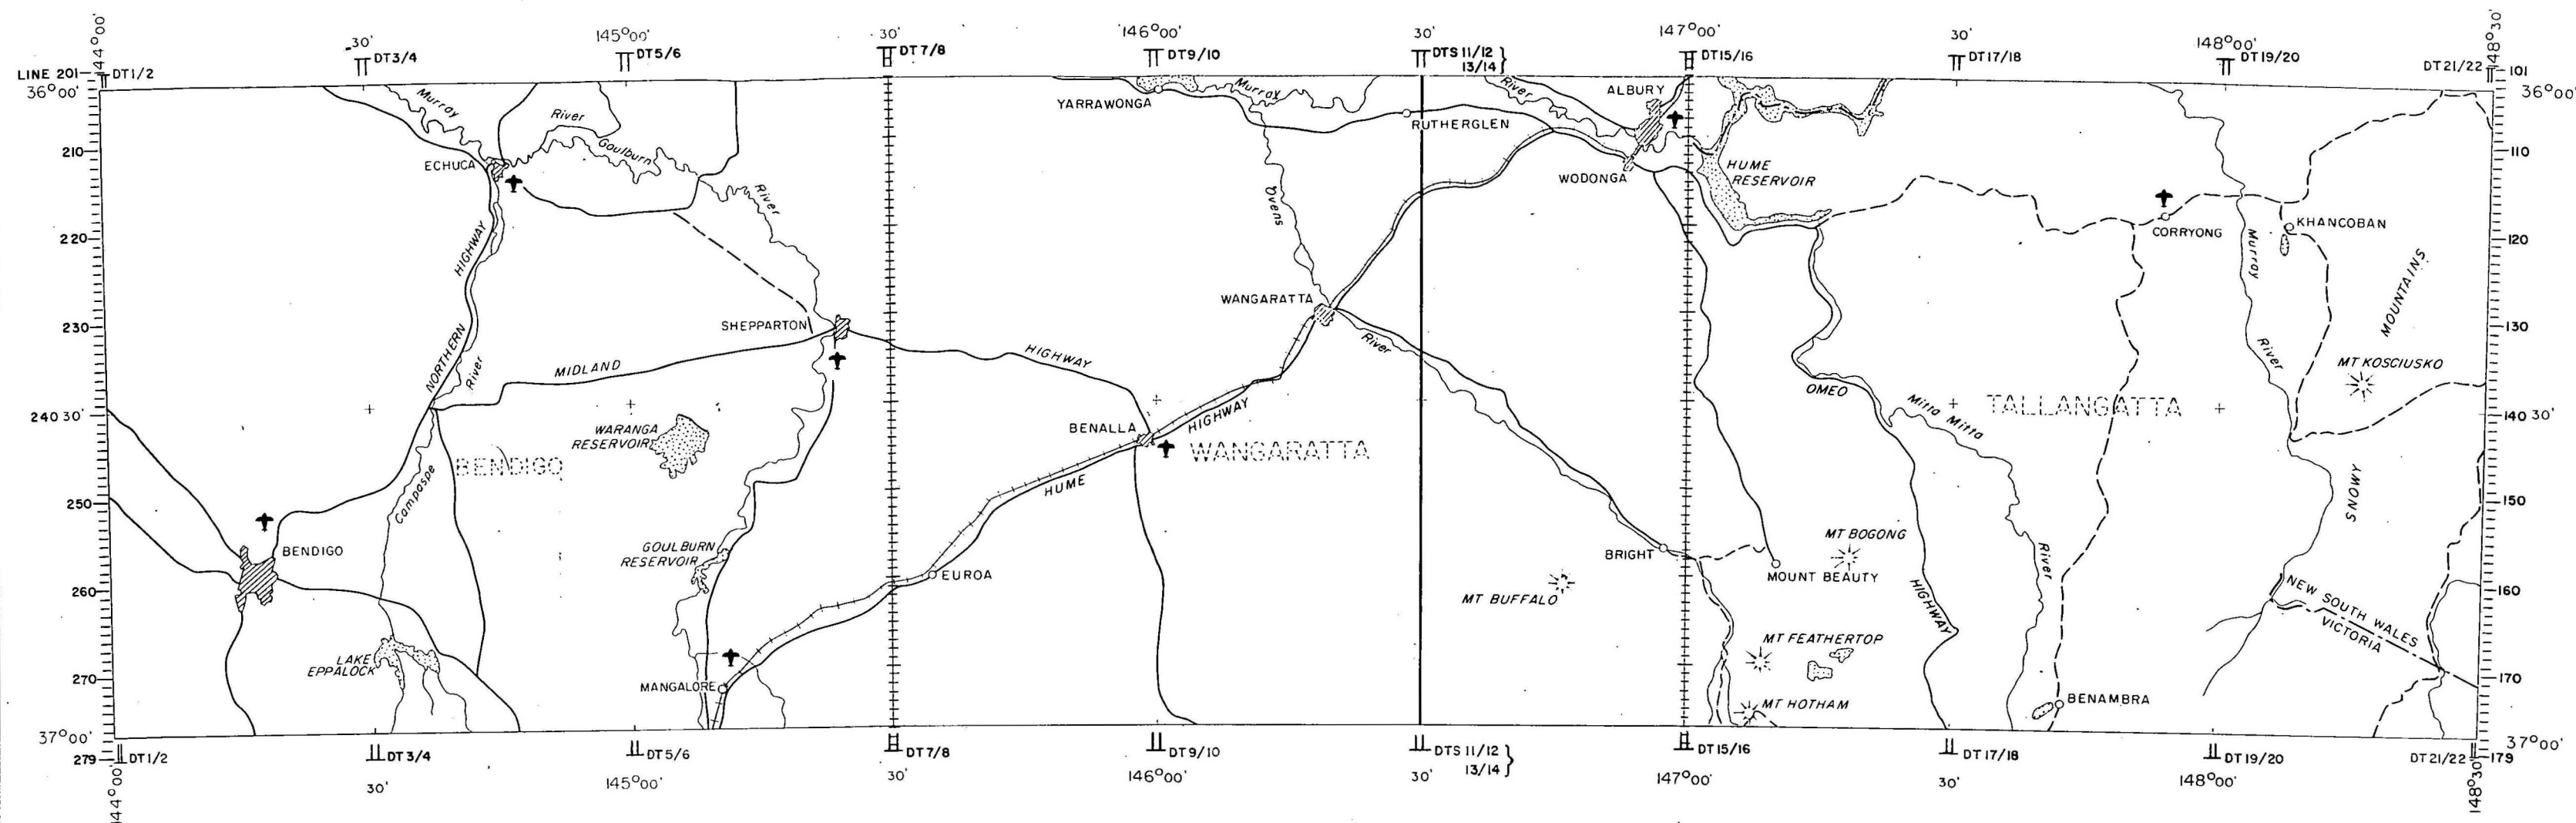 144°00'
30'
145°00'
30'
146°00'
30'
147°00'
30'
148°00'
148°30'
LINE 201
DT1/2
DT3/4
DT5/6
DT7/8
DT9/10
DTS 11/12
13/14 }
DT15/16
DT17/18
DT19/20
DT21/22
101
36°00'
36°00'
Murray
River
Goulburn
River
ECHUCA
210
220
230
240 30'
250
260
270
HIGHWAY
NORTHERN
River
MIDLAND
SHEPPARTON
HIGHWAY
WARANGA
RESERVOIR
BENDIGO
Campaspe
BENDIGO
GOULBURN
RESERVOIR
LAKE
EPPALOCK
MANGALORE
EUROA
HUME
HIGHWAY
BENALLA
WANGARATTA
YARRAWONGA
Murray
River
RUTHERGLEN
ALBURY
WODONGA
Ovens
WANGARATTA
River
HUME
RESERVOIR
BRIGHT
MT BUFFALO
OMEO
Mitta Mitta
TALLANGATTA
MT BOGONG
MOUNT BEAUTY
HIGHWAY
River
MT FEATHERTOP
MT HOTHAM
BENAMBRA
CORRYONG
KHANCOBAN
Murray
River
MOUNTAINS
MT KOSCIUSKO
SNOWY
NEW SOUTH WALES
VICTORIA
110
120
130
140 30'
150
160
170
37°00'
37°00'
279
DT1/2
DT3/4
DT5/6
DT7/8
DT9/10
DTS 11/12
13/14 }
DT15/16
DT17/18
DT19/20
DT21/22
179
30'
145°00'
30'
146°00'
30'
147°00'
30'
148°00'
148°30'